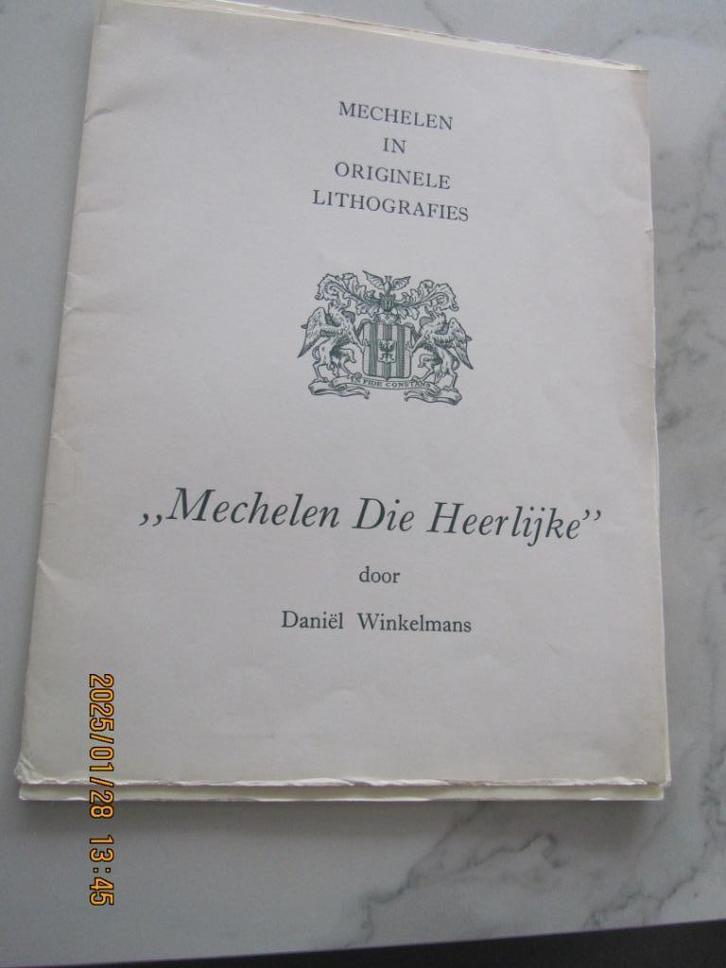 MECHELEN
IN
ORIGINELE
LITHOGRAFIES
IN FIDE CONSTANS
„Mechelen Die Heerlijke”
door
Daniël Winkelmans
2025/01/28 13:45